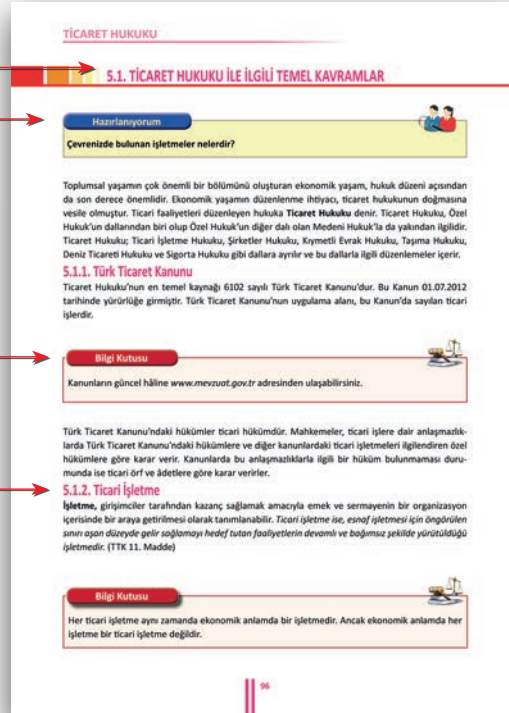 TİCARET HUKUKU
5.1. TİCARET HUKUKU İLE İLGİLİ TEMEL KAVRAMLAR
Hazırlanıyorum
Çevrenizde bulunan işletmeler nelerdir?
Toplumsal yaşamın çok önemli bir bölümünü oluşturan ekonomik yaşam, hukuk düzeni açısından
da son derece önemlidir. Ekonomik yaşamın düzenlenme ihtiyacı, ticaret hukukunun doğmasına
vesile olmuştur. Ticari faaliyetleri düzenleyen hukuka Ticaret Hukuku denir. Ticaret Hukuku, Özel
Hukuk’un dallarından biri olup Özel Hukuk’un diğer dalı olan Medeni Hukuk’la da yakından ilgilidir.
Ticaret Hukuku; Ticari İşletme Hukuku, Şirketler Hukuku, Kıymetli Evrak Hukuku, Taşıma Hukuku,
Deniz Ticareti Hukuku ve Sigorta Hukuku gibi dallara ayrılır ve bu dallarla ilgili düzenlemeler içerir.
5.1.1. Türk Ticaret Kanunu
Ticaret Hukuku’nun en temel kaynağı 6102 sayılı Türk Ticaret Kanunu’dur. Bu Kanun 01.07.2012
tarihinde yürürlüğe girmiştir. Türk Ticaret Kanunu’nun uygulama alanı, bu Kanun’da sayılan ticari
işlerdir.
Bilgi Kutusu
Kanunların güncel hâline www.mevzuat.gov.tr adresinden ulaşabilirsiniz.
Türk Ticaret Kanunu’ndaki hükümler ticari hükümdür. Mahkemeler, ticari işlere dair anlaşmazlık-
larda Türk Ticaret Kanunu’ndaki hükümlere ve diğer kanunlardaki ticari işletmeleri ilgilendiren özel
hükümlere göre karar verir. Kanunlarda bu anlaşmazlıklarla ilgili bir hüküm bulunmaması duru-
munda ise ticari örf ve âdetlere göre karar verirler.
5.1.2. Ticari İşletme
İşletme, girişimciler tarafından kazanç sağlamak amacıyla emek ve sermayenin bir organizasyon
içerisinde bir araya getirilmesi olarak tanımlanabilir. Ticari işletme ise, esnaf işletmesi için öngörülen
sınırı aşan düzeyde gelir sağlamayı hedef tutan faaliyetlerin devamlı ve bağımsız şekilde yürütüldüğü
işletmedir. (TTK 11. Madde)
Bilgi Kutusu
Her ticari işletme aynı zamanda ekonomik anlamda bir işletmedir. Ancak ekonomik anlamda her
işletme bir ticari işletme değildir.
96